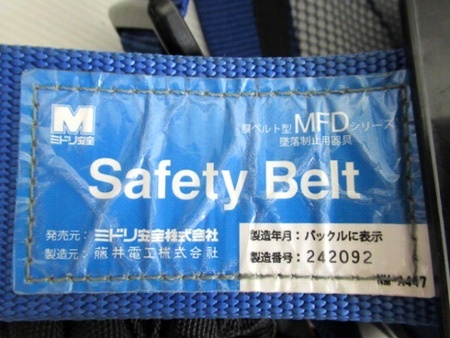 M
ミドリ安全
胴ベルト型 MFDシリーズ
墜落制止用器具
Safety Belt
発売元：ミドリ安全株式会社
製造元：藤井電工株式会社
製造年月：バックルに表示
製造番号：242092